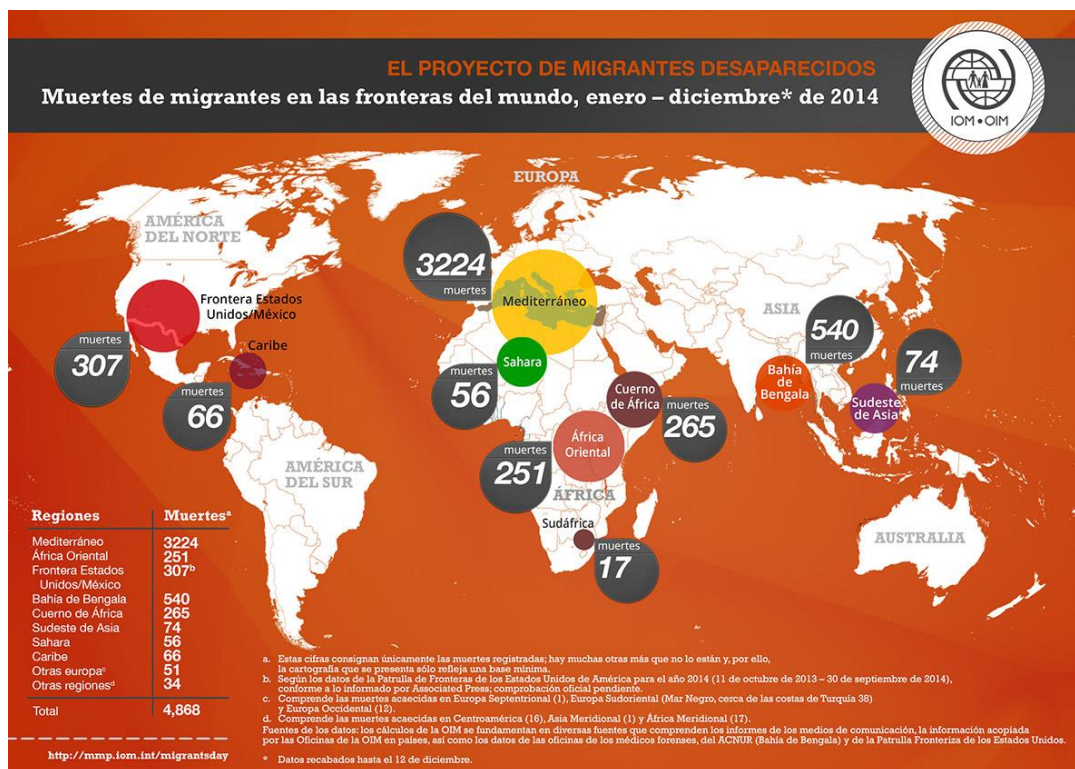 EL PROYECTO DE MIGRANTES DESAPARECIDOS
Muertes de migrantes en las fronteras del mundo, enero – diciembre* de 2014
IOM • OIM
EUROPA
AMÉRICA
DEL NORTE
3224
muertes
Mediterráneo
Frontera Estados
Unidos/México
ASIA
540
muertes
muertes
307
Caribe
Sahara
74
muertes
muertes
66
muertes
56
Cuerno
de África
muertes
265
Bahía
de
Bengala
Sudeste
de Asia
África
Oriental
muertes
251
AMÉRICA
DEL SUR
ÁFRICA
Sudáfrica
muertes
17
AUSTRALIA
Regiones Muertesª
Mediterráneo 3224
África Oriental 251
Frontera Estados 307ᵇ
Unidos/México
Bahía de Bengala 540
Cuerno de África 265
Sudeste de Asia 74
Sahara 56
Caribe 66
Otras europaᶜ 51
Otras regionesᵈ 34
Total 4,868
http://mmp.iom.int/migrantsday
a. Estas cifras consignan únicamente las muertes registradas; hay muchas otras más que no lo están y, por ello,
la cartografía que se presenta sólo refleja una base mínima.
b. Según los datos de la Patrulla de Fronteras de los Estados Unidos de América para el año 2014 (11 de octubre de 2013 – 30 de septiembre de 2014),
conforme a lo informado por Associated Press; comprobación oficial pendiente.
c. Comprende las muertes acaecidas en Europa Septentrional (1), Europa Sudoriental (Mar Negro, cerca de las costas de Turquía 38)
y Europa Occidental (12).
d. Comprende las muertes acaecidas en Centroamérica (16), Asia Meridional (1) y África Meridional (17).
Fuentes de los datos: los cálculos de la OIM se fundamentan en diversas fuentes que comprenden los informes de los medios de comunicación, la información acopiada
por las Oficinas de la OIM en países, así como los datos de las oficinas de los médicos forenses, del ACNUR (Bahía de Bengala) y de la Patrulla Fronteriza de los Estados Unidos.
* Datos recabados hasta el 12 de diciembre.